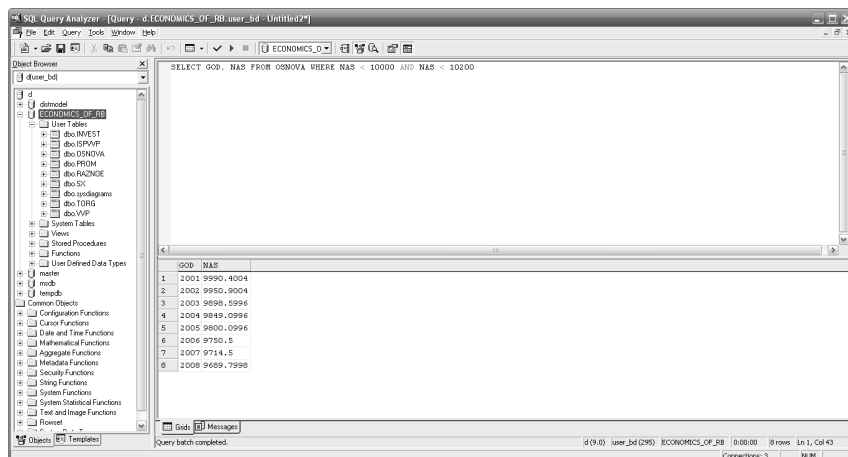 SQL Query Analyzer - [Query - d.ECONOMICS_OF_RB.user_bd - Untitled2*]
File Edit Query Tools Window Help
ECONOMICS_O
Object Browser
d(user_bd)
d
distmodel
ECONOMICS_OF_RB
User Tables
dbo.INVEST
dbo.ISPVVP
dbo.OSNOVA
dbo.PROM
dbo.RAZNOE
dbo.SX
dbo.sysdiagrams
dbo.TORG
dbo.VVP
System Tables
Views
Stored Procedures
Functions
User Defined Data Types
master
msdb
tempdb
Common Objects
Configuration Functions
Cursor Functions
Date and Time Functions
Mathematical Functions
Aggregate Functions
Metadata Functions
Security Functions
String Functions
System Functions
System Statistical Functions
Text and Image Functions
Rowset
Objects Templates
SELECT GOD, NAS FROM OSNOVA WHERE NAS < 10000 AND NAS < 10200
GOD NAS
1 2001 9990.4004
2 2002 9950.9004
3 2003 9898.5996
4 2004 9849.0996
5 2005 9800.0996
6 2006 9750.5
7 2007 9714.5
8 2008 9689.7998
Grids Messages
Query batch completed. d (9.0) user_bd (295) ECONOMICS_OF_RB 0:00:00 8 rows Ln 1, Col 43
Connections: 3 NUM